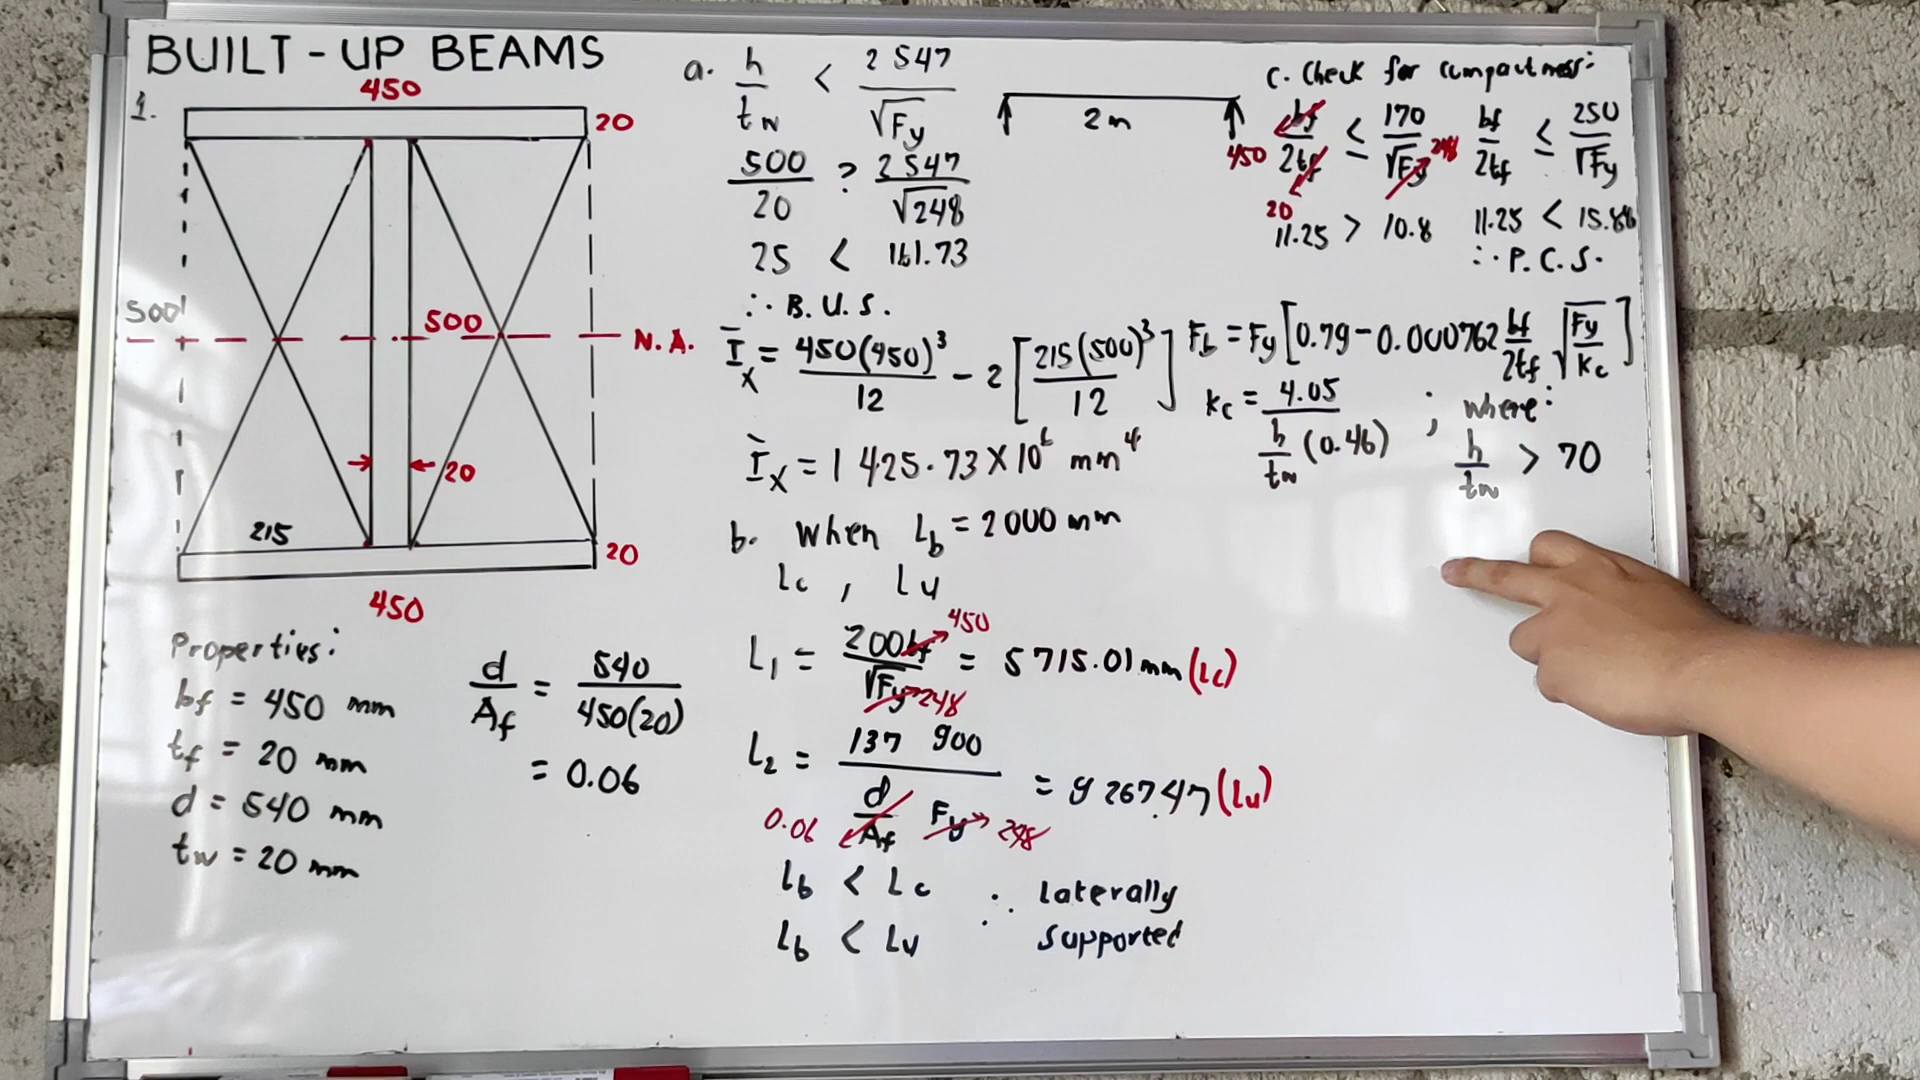 BUILT-UP BEAMS
1.
450
20
500
500
N.A.
20
215
20
450
Properties:
bf = 450 mm
tf = 20 mm
d = 540 mm
tw = 20 mm
d/Af = 540/450(20)
= 0.06
a. h/tw < 2547/√Fy
500/20 ? 2547/√248
25 < 161.73
∴ B.U.S.
2m
Īx = 450(450)³/12 - 2[215(500)³/12]
Īx = 1 425.73 x 10⁶ mm⁴
b. When Lb = 2000 mm
Lc, Lu
L1 = 200bf/√Fy = 5715.01 mm (Lc)
450
248
L2 = 137 900/(d/Af Fy) = 9267.47 (Lu)
0.06
248
Lb < Lc
Lb < Lu
∴ laterally
supported
c. Check for compactness:
bf/2tf ≤ 170/√Fy bf/2tf ≤ 250/√Fy
450
248
20
11.25 > 10.8 11.25 < 15.88
∴ P.C.S.
Fb = Fy[0.79 - 0.000762 bf/2tf √Fy/kc]
kc = 4.05/(h/tw (0.46)) ; where:
h/tw > 70